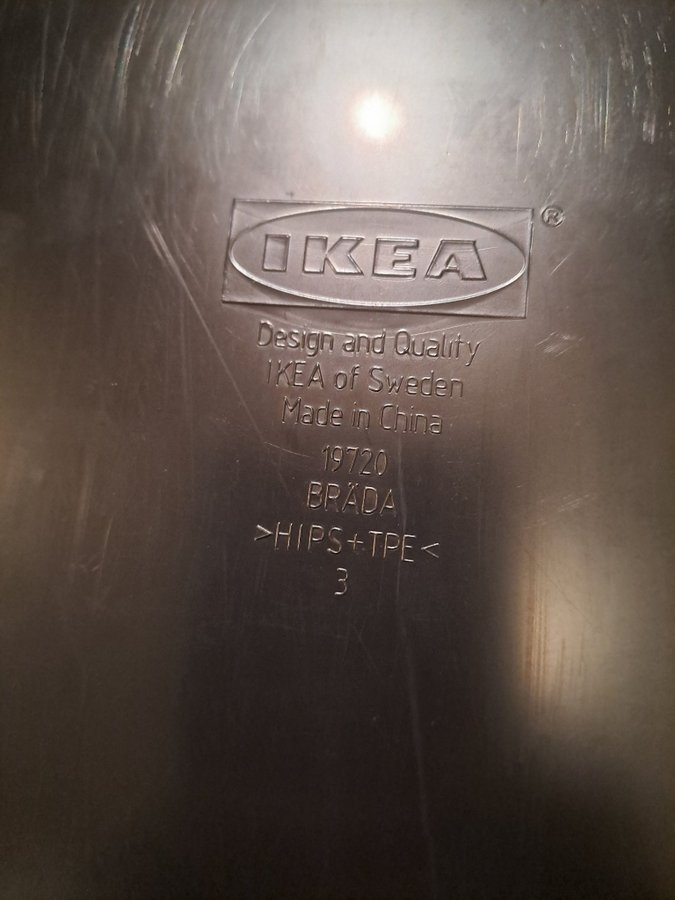 IKEA®
Design and Quality
IKEA of Sweden
Made in China
19720
BRÄDA
>HIPS+TPE<
3